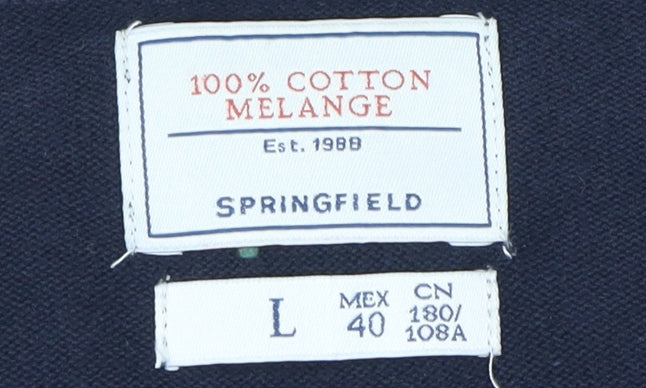 100% COTTON
MELANGE
Est. 1988
SPRINGFIELD
L
MEX
40
CN
180/
108A